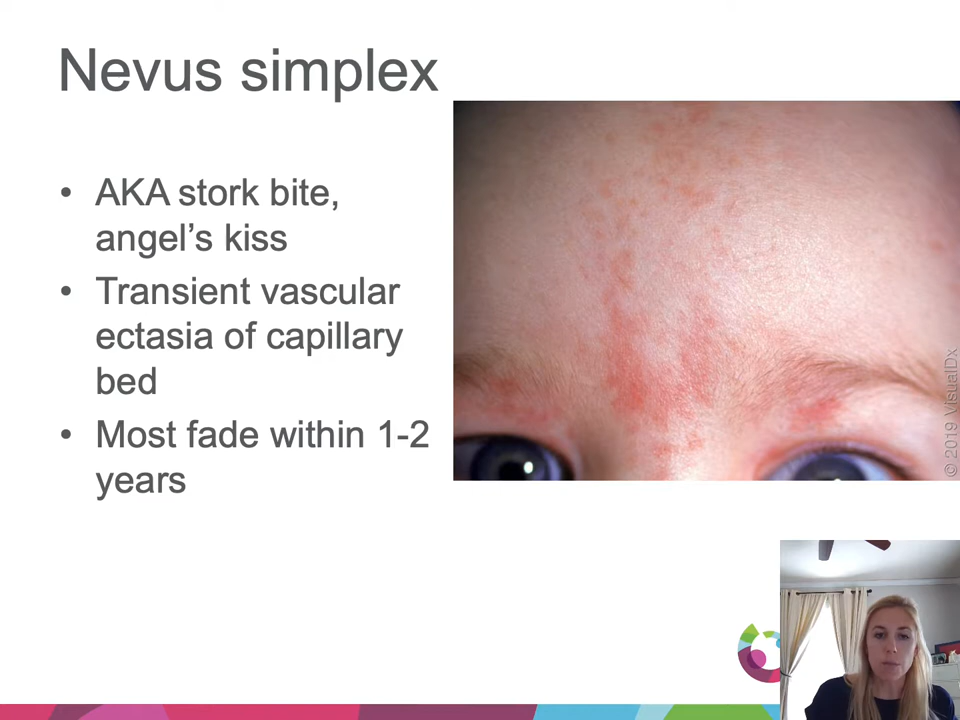 Nevus simplex
• AKA stork bite,
angel’s kiss
• Transient vascular
ectasia of capillary
bed
• Most fade within 1-2
years
© 2019 VisualDx